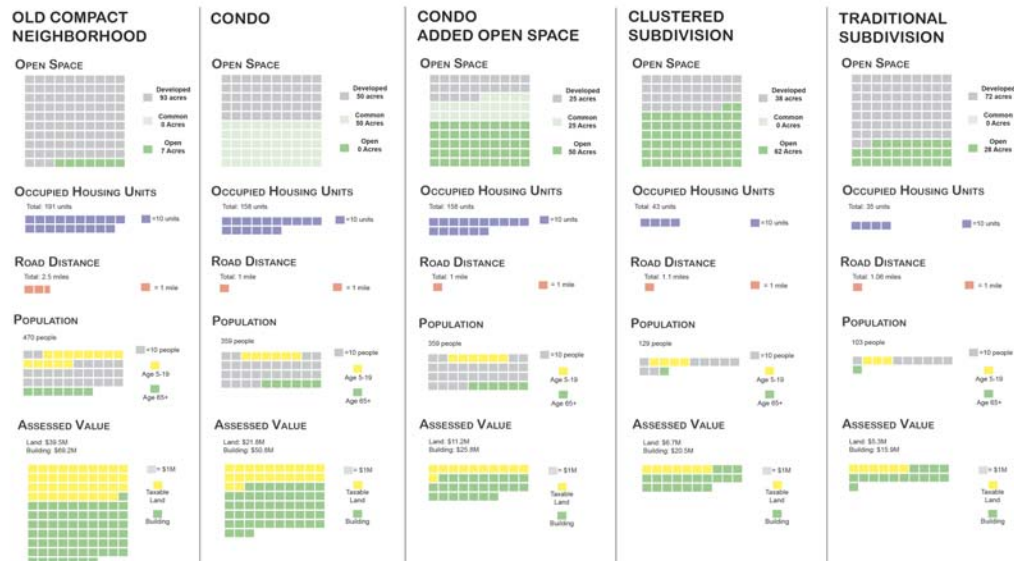 OLD COMPACT
NEIGHBORHOOD
OPEN SPACE
Developed
93 acres
Common
0 Acres
Open
7 Acres
OCCUPIED HOUSING UNITS
Total: 191 units
=10 units
ROAD DISTANCE
Total: 2.5 miles
= 1 mile
POPULATION
470 people
=10 people
Age 5-19
Age 65+
ASSESSED VALUE
Land: $39.5M
Building: $69.2M
= $1M
Taxable
Land
Building
CONDO
OPEN SPACE
Developed
50 acres
Common
50 Acres
Open
0 Acres
OCCUPIED HOUSING UNITS
Total: 158 units
=10 units
ROAD DISTANCE
Total: 1 mile
= 1 mile
POPULATION
359 people
=10 people
Age 5-19
Age 65+
ASSESSED VALUE
Land: $21.8M
Building: $50.8M
= $1M
Taxable
Land
Building
CONDO
ADDED OPEN SPACE
OPEN SPACE
Developed
25 acres
Common
25 Acres
Open
50 Acres
OCCUPIED HOUSING UNITS
Total: 158 units
=10 units
ROAD DISTANCE
Total: 1 mile
= 1 mile
POPULATION
359 people
=10 people
Age 5-19
Age 65+
ASSESSED VALUE
Land: $11.2M
Building: $25.8M
= $1M
Taxable
Land
Building
CLUSTERED
SUBDIVISION
OPEN SPACE
Developed
38 acres
Common
0 Acres
Open
62 Acres
OCCUPIED HOUSING UNITS
Total: 43 units
=10 units
ROAD DISTANCE
Total: 1.1 miles
= 1 mile
POPULATION
129 people
=10 people
Age 5-19
Age 65+
ASSESSED VALUE
Land: $6.7M
Building: $20.5M
= $1M
Taxable
Land
Building
TRADITIONAL
SUBDIVISION
OPEN SPACE
Developed
72 acres
Common
0 Acres
Open
28 Acres
OCCUPIED HOUSING UNITS
Total: 35 units
=10 units
ROAD DISTANCE
Total: 1.06 miles
= 1 mile
POPULATION
103 people
=10 people
Age 5-19
Age 65+
ASSESSED VALUE
Land: $5.3M
Building: $15.9M
= $1M
Taxable
Land
Building